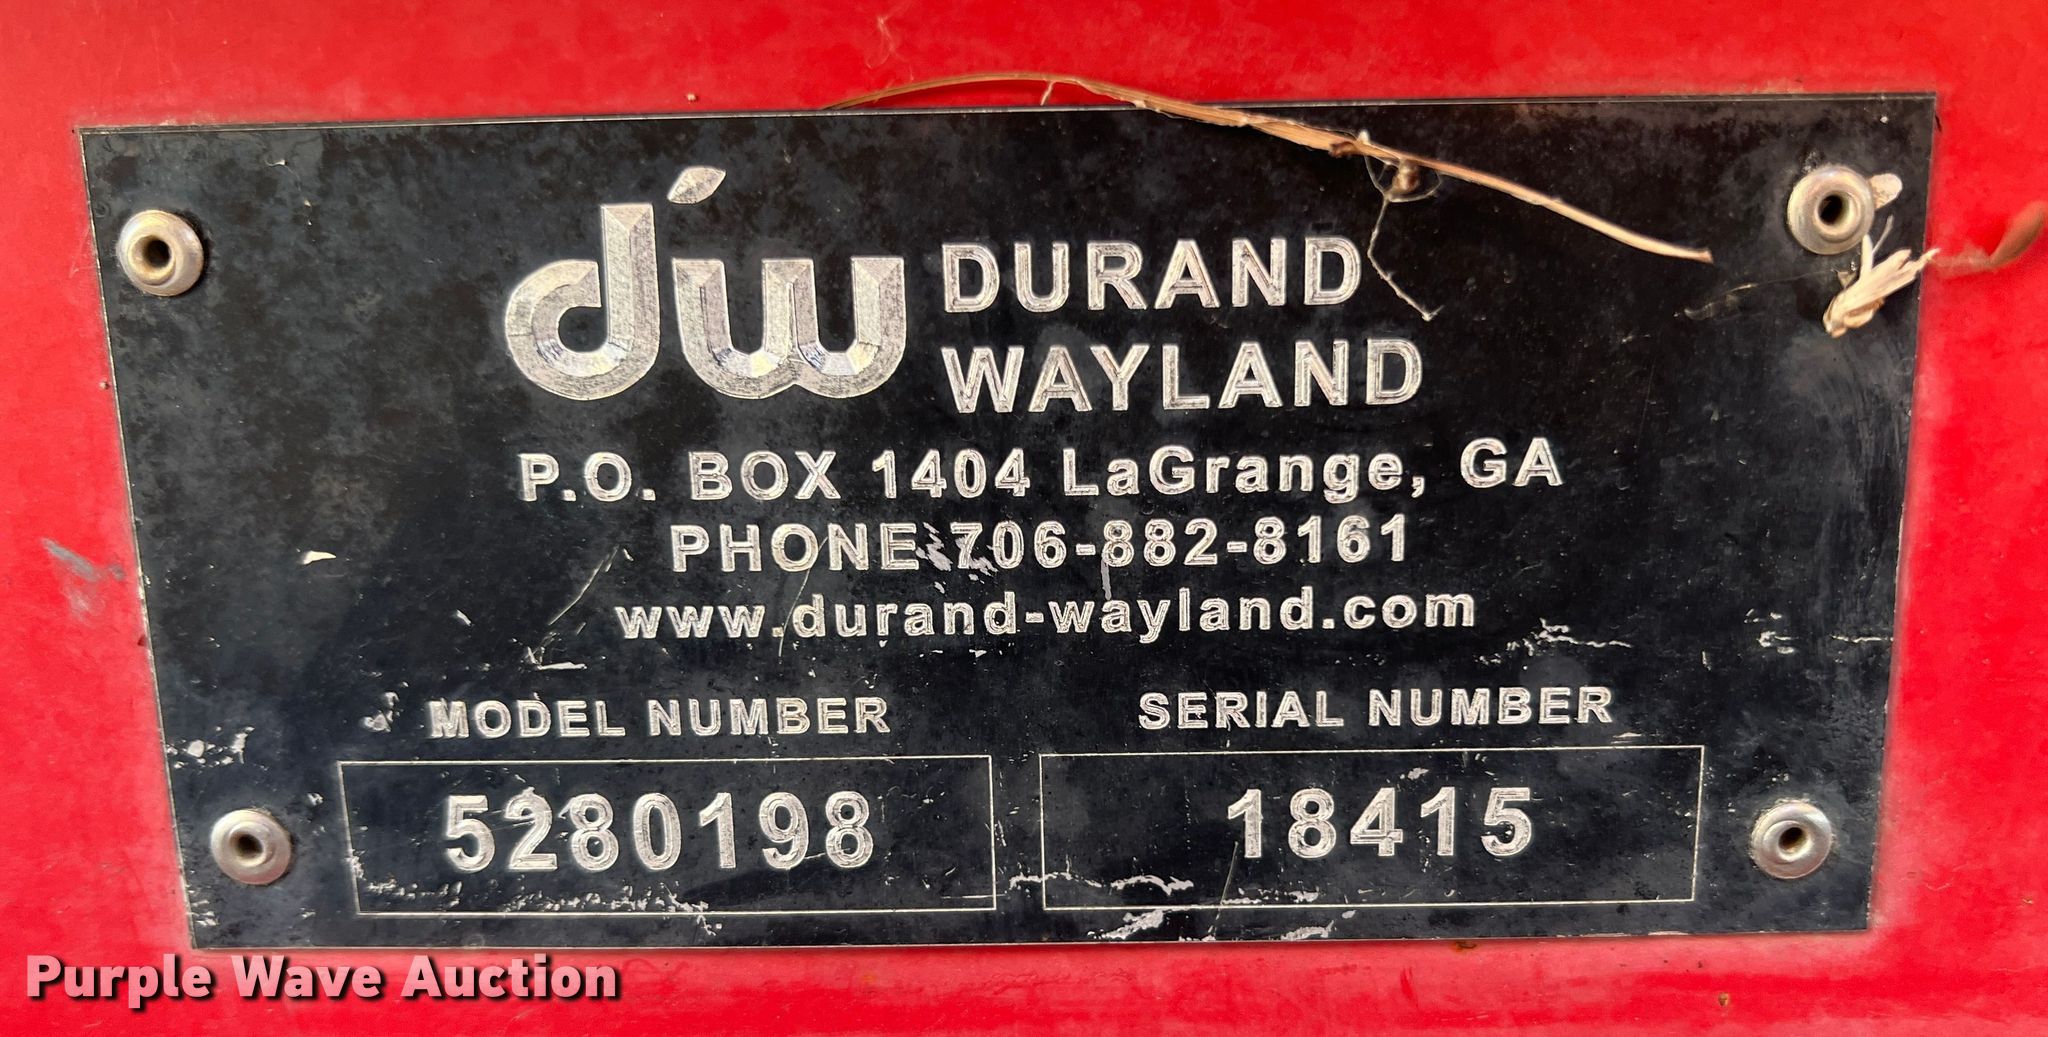 d'w DURAND
WAYLAND
P.O. BOX 1404 LaGrange, GA
PHONE 706-882-8161
www.durand-wayland.com
MODEL NUMBER SERIAL NUMBER
5280198 18415
Purple Wave Auction